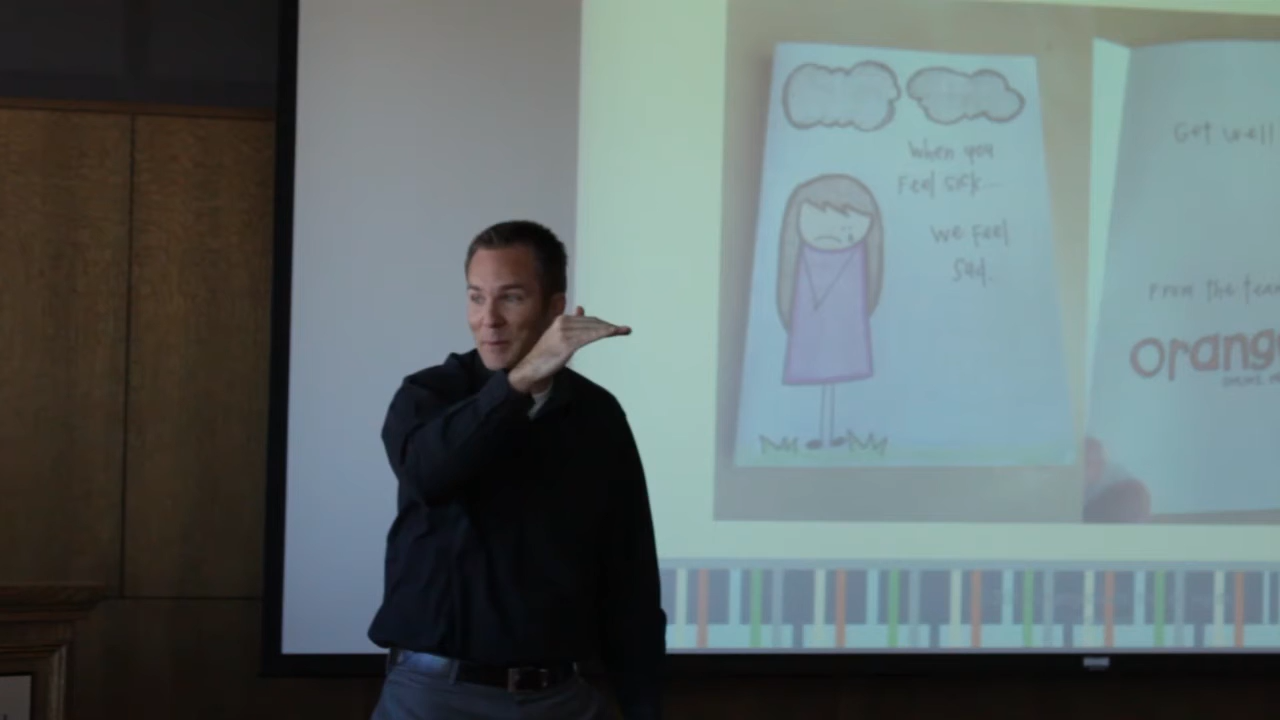 When you
Feel sick...
We Feel
Sad.
Get well
From the team
Orang